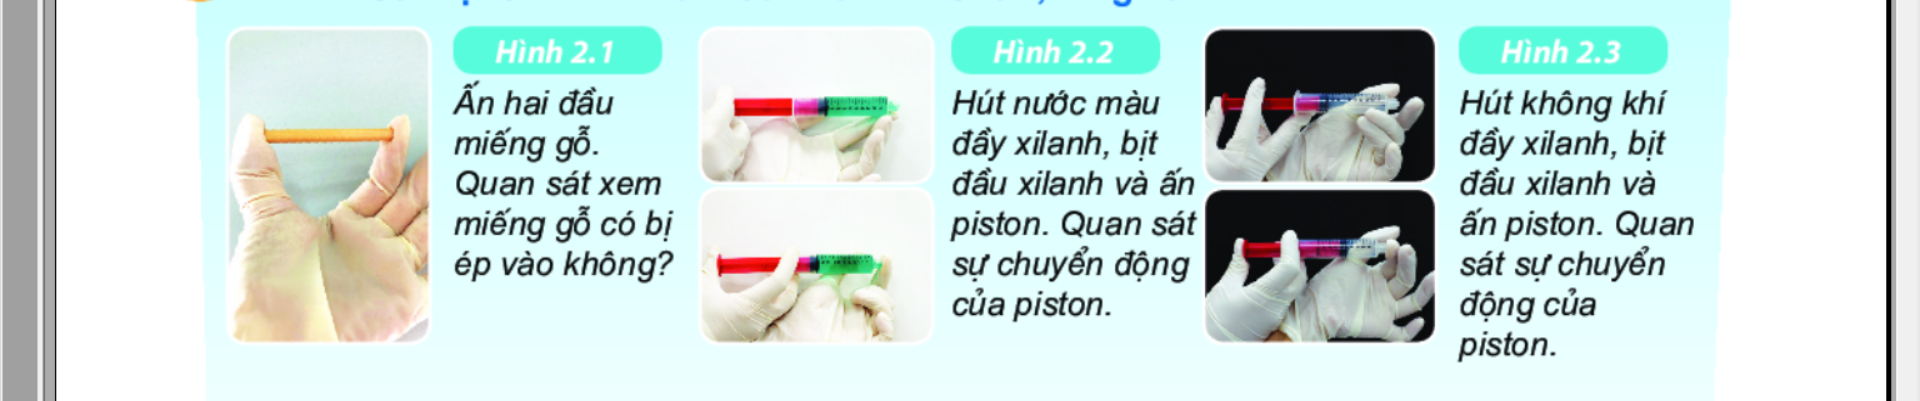 Hình 2.1
Ấn hai đầu
miếng gỗ.
Quan sát xem
miếng gỗ có bị
ép vào không?
Hình 2.2
Hút nước màu
đầy xilanh, bịt
đầu xilanh và ấn
piston. Quan sát
sự chuyển động
của piston.
Hình 2.3
Hút không khí
đầy xilanh, bịt
đầu xilanh và
ấn piston. Quan
sát sự chuyển
động của
piston.